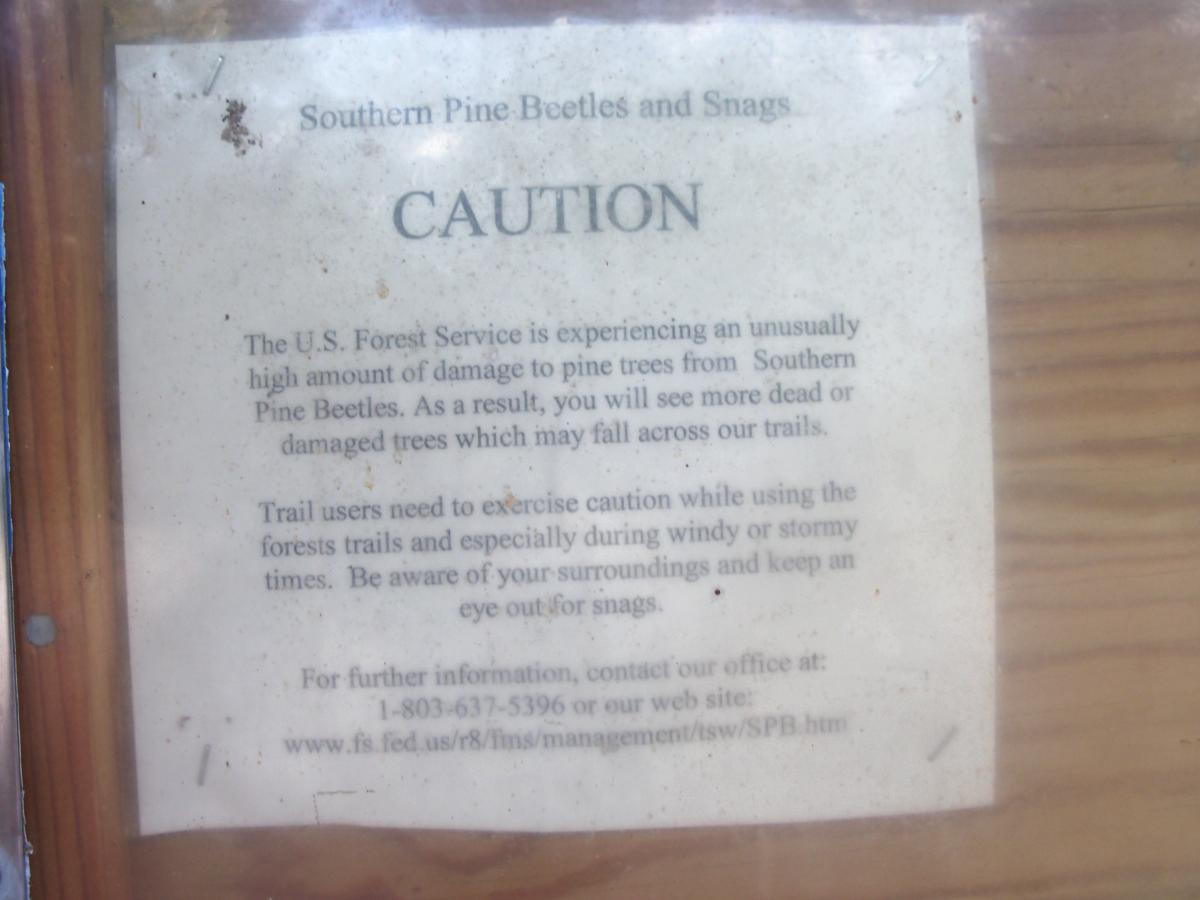 Southern Pine Beetles and Snags
CAUTION
The U.S. Forest Service is experiencing an unusually
high amount of damage to pine trees from Southern
Pine Beetles. As a result, you will see more dead or
damaged trees which may fall across our trails.
Trail users need to exercise caution while using the
forests trails and especially during windy or stormy
times. Be aware of your surroundings and keep an
eye out for snags.
For further information, contact our office at:
1-803-637-5396 or our web site:
www.fs.fed.us/r8/fms/management/tsw/SPB.htm